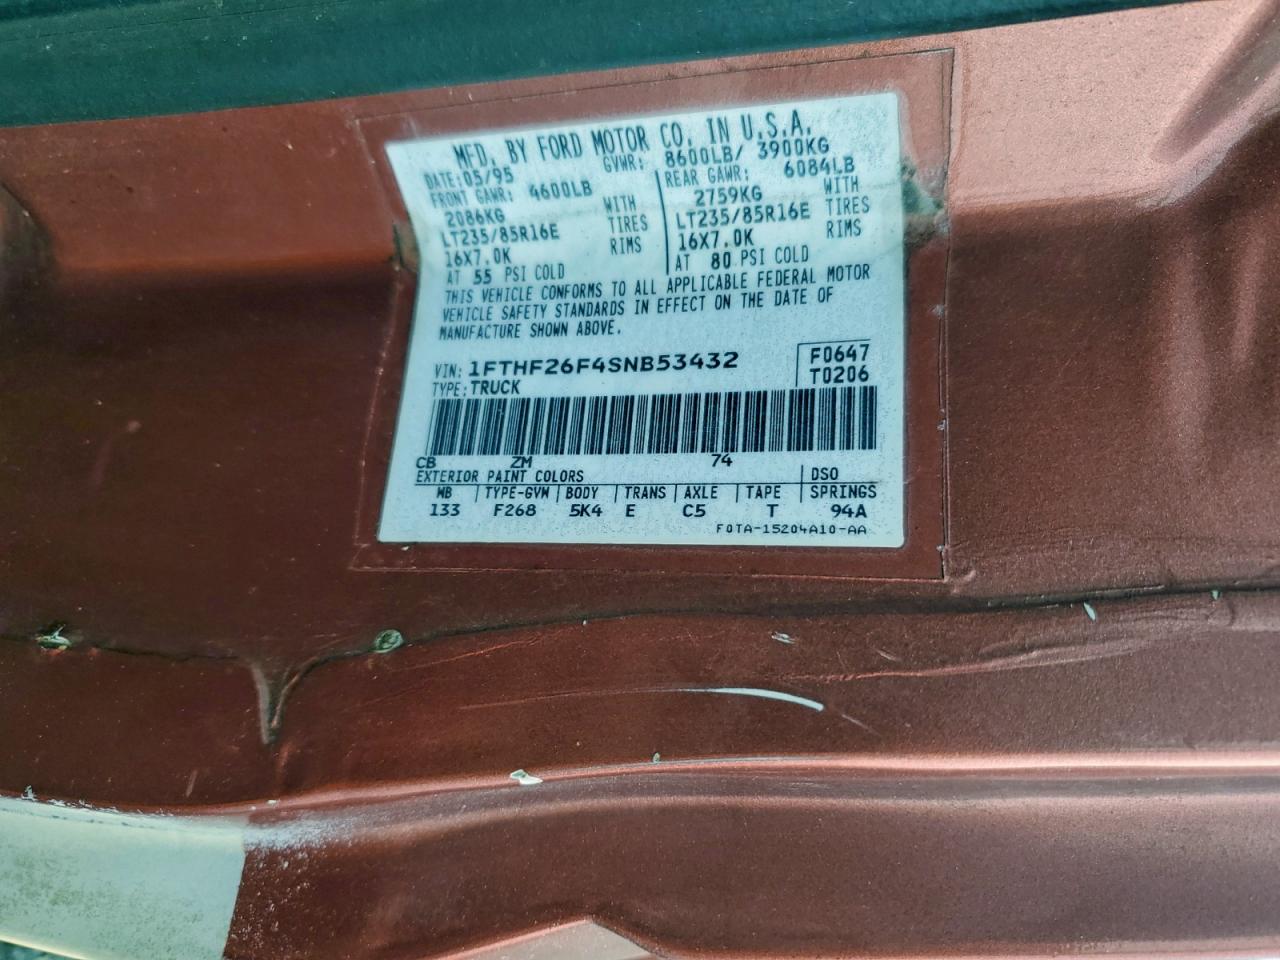 MFD. BY FORD MOTOR CO. IN U.S.A.
DATE: 05/95 GVWR: 8600LB/ 3900KG
FRONT GAWR: 4600LB REAR GAWR: 6084LB
2086KG WITH 2759KG WITH
LT235/85R16E TIRES LT235/85R16E TIRES
16X7.0K RIMS 16X7.0K RIMS
AT 55 PSI COLD AT 80 PSI COLD
THIS VEHICLE CONFORMS TO ALL APPLICABLE FEDERAL MOTOR
VEHICLE SAFETY STANDARDS IN EFFECT ON THE DATE OF
MANUFACTURE SHOWN ABOVE.
VIN: 1FTHF26F4SNB53432 F0647
TYPE: TRUCK T0206
CB ZM 74
EXTERIOR PAINT COLORS DSO
WB TYPE-GVW BODY TRANS AXLE TAPE SPRINGS
133 F268 5K4 E C5 T 94A
F0TA-15204A10-AA